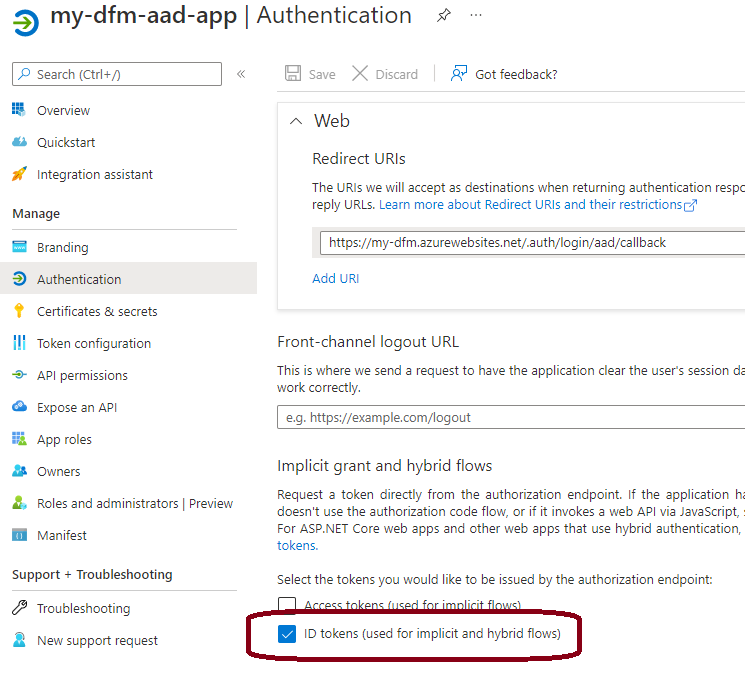 my-dfm-aad-app | Authentication
Search (Ctrl+/)
Overview
Quickstart
Integration assistant
Manage
Branding
Authentication
Certificates & secrets
Token configuration
API permissions
Expose an API
App roles
Owners
Roles and administrators | Preview
Manifest
Support + Troubleshooting
Troubleshooting
New support request
Save Discard Got feedback?
Web
Redirect URIs
The URIs we will accept as destinations when returning authentication respo
reply URLs. Learn more about Redirect URIs and their restrictions
https://my-dfm.azurewebsites.net/.auth/login/aad/callback
Add URI
Front-channel logout URL
This is where we send a request to have the application clear the user's session da
work correctly.
e.g. https://example.com/logout
Implicit grant and hybrid flows
Request a token directly from the authorization endpoint. If the application ha
doesn't use the authorization code flow, or if it invokes a web API via JavaScript, s
For ASP.NET Core web apps and other web apps that use hybrid authentication,
tokens.
Select the tokens you would like to be issued by the authorization endpoint:
Access tokens (used for implicit flows)
ID tokens (used for implicit and hybrid flows)